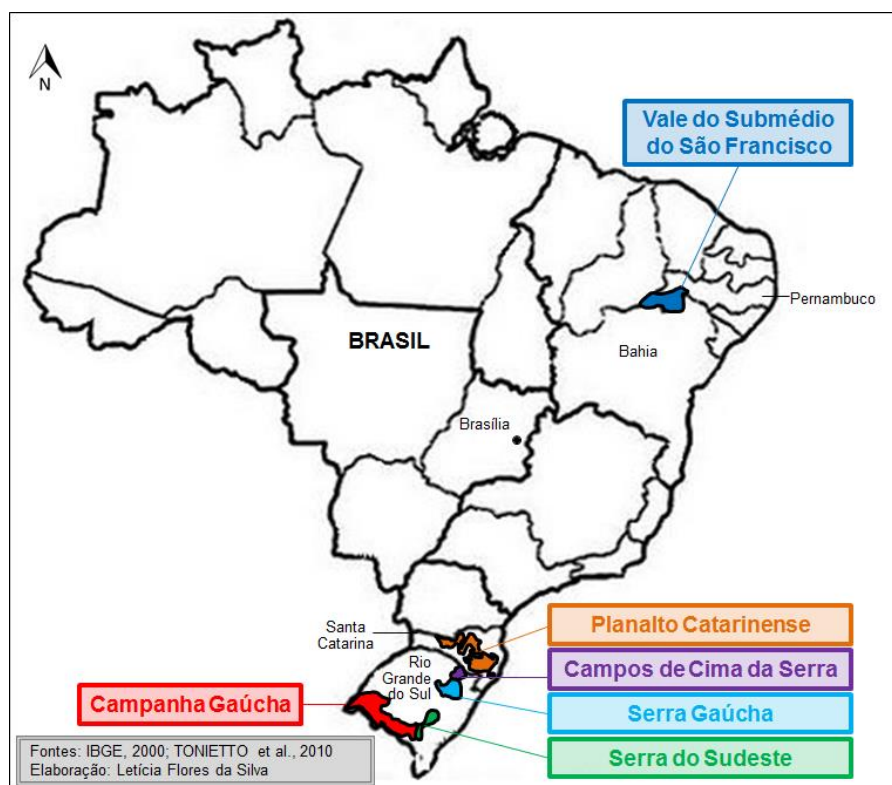 N
Vale do Submédio
do São Francisco
Pernambuco
BRASIL
Bahia
Brasília
Santa
Catarina
Planalto Catarinense
Rio
Grande
do Sul
Campos de Cima da Serra
Campanha Gaúcha
Serra Gaúcha
Serra do Sudeste
Fontes: IBGE, 2000; TONIETTO et al., 2010
Elaboração: Letícia Flores da Silva